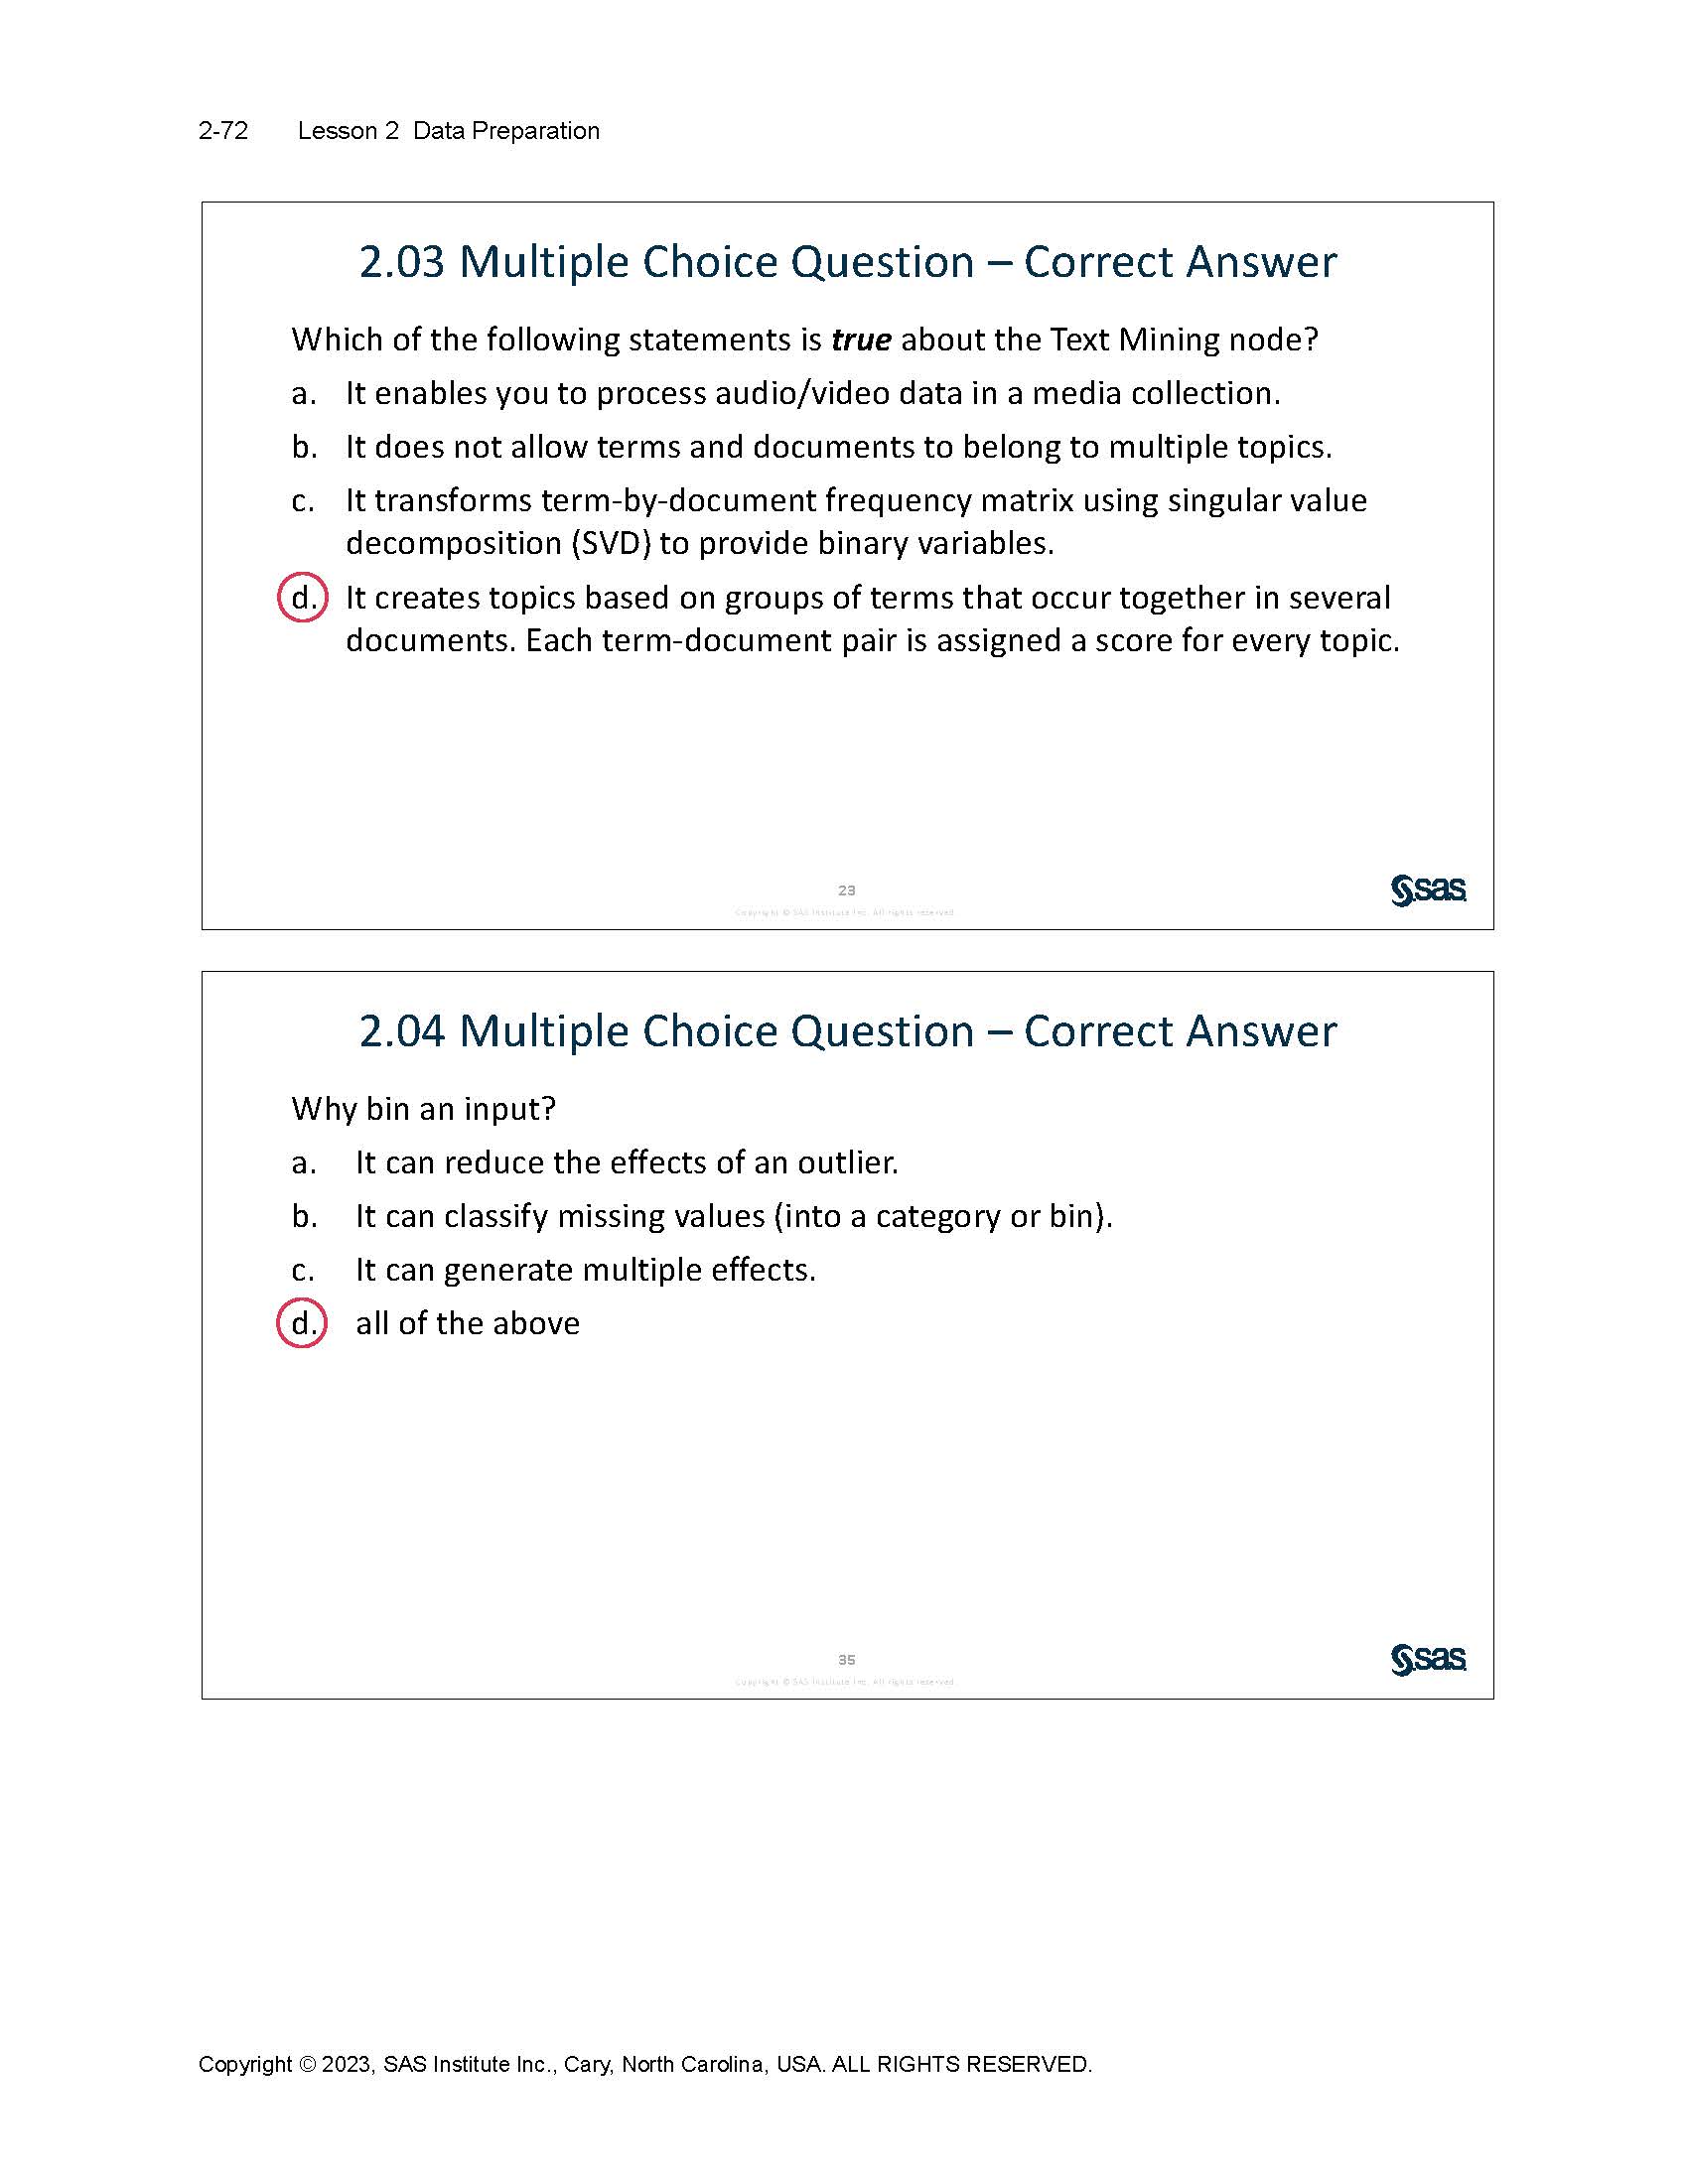 2-72 Lesson 2 Data Preparation
2.03 Multiple Choice Question – Correct Answer
Which of the following statements is true about the Text Mining node?
a. It enables you to process audio/video data in a media collection.
b. It does not allow terms and documents to belong to multiple topics.
c. It transforms term-by-document frequency matrix using singular value
decomposition (SVD) to provide binary variables.
d. It creates topics based on groups of terms that occur together in several
documents. Each term-document pair is assigned a score for every topic.
23
Copyright © SAS Institute Inc. All rights reserved.
sas
2.04 Multiple Choice Question – Correct Answer
Why bin an input?
a. It can reduce the effects of an outlier.
b. It can classify missing values (into a category or bin).
c. It can generate multiple effects.
d. all of the above
35
Copyright © SAS Institute Inc. All rights reserved.
sas
Copyright © 2023, SAS Institute Inc., Cary, North Carolina, USA. ALL RIGHTS RESERVED.